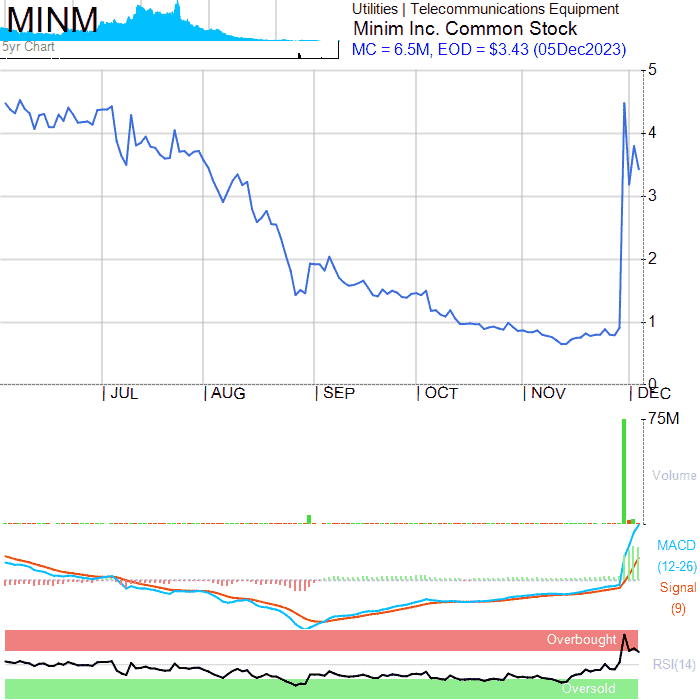 MINM
5yr Chart
Utilities | Telecommunications Equipment
Minim Inc. Common Stock
MC = 6.5M, EOD = $3.43 (05Dec2023)
5
4
3
2
1
0
| JUL | AUG | SEP | OCT | NOV | DEC
75M
Volume
MACD
(12-26)
Signal
(9)
Overbought
RSI(14)
Oversold